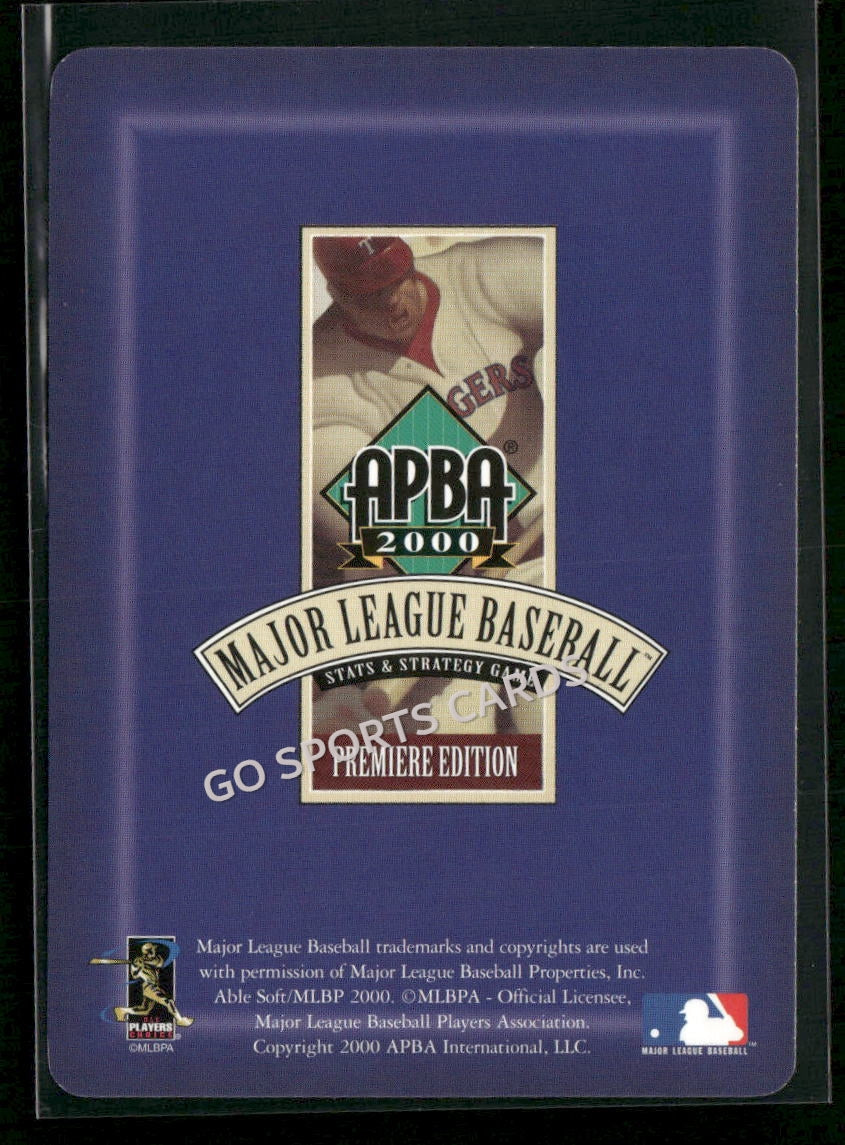 T
GERS
APBA®
2000
MAJOR LEAGUE BASEBALL™
STATS & STRATEGY GAME
GO SPORTS CARDS
PREMIERE EDITION
Major League Baseball trademarks and copyrights are used
with permission of Major League Baseball Properties, Inc.
Able Soft/MLBP 2000. ©MLBPA - Official Licensee,
Major League Baseball Players Association.
Copyright 2000 APBA International, LLC.
PLAYERS
CHOICE®
©MLBPA
MAJOR LEAGUE BASEBALL™